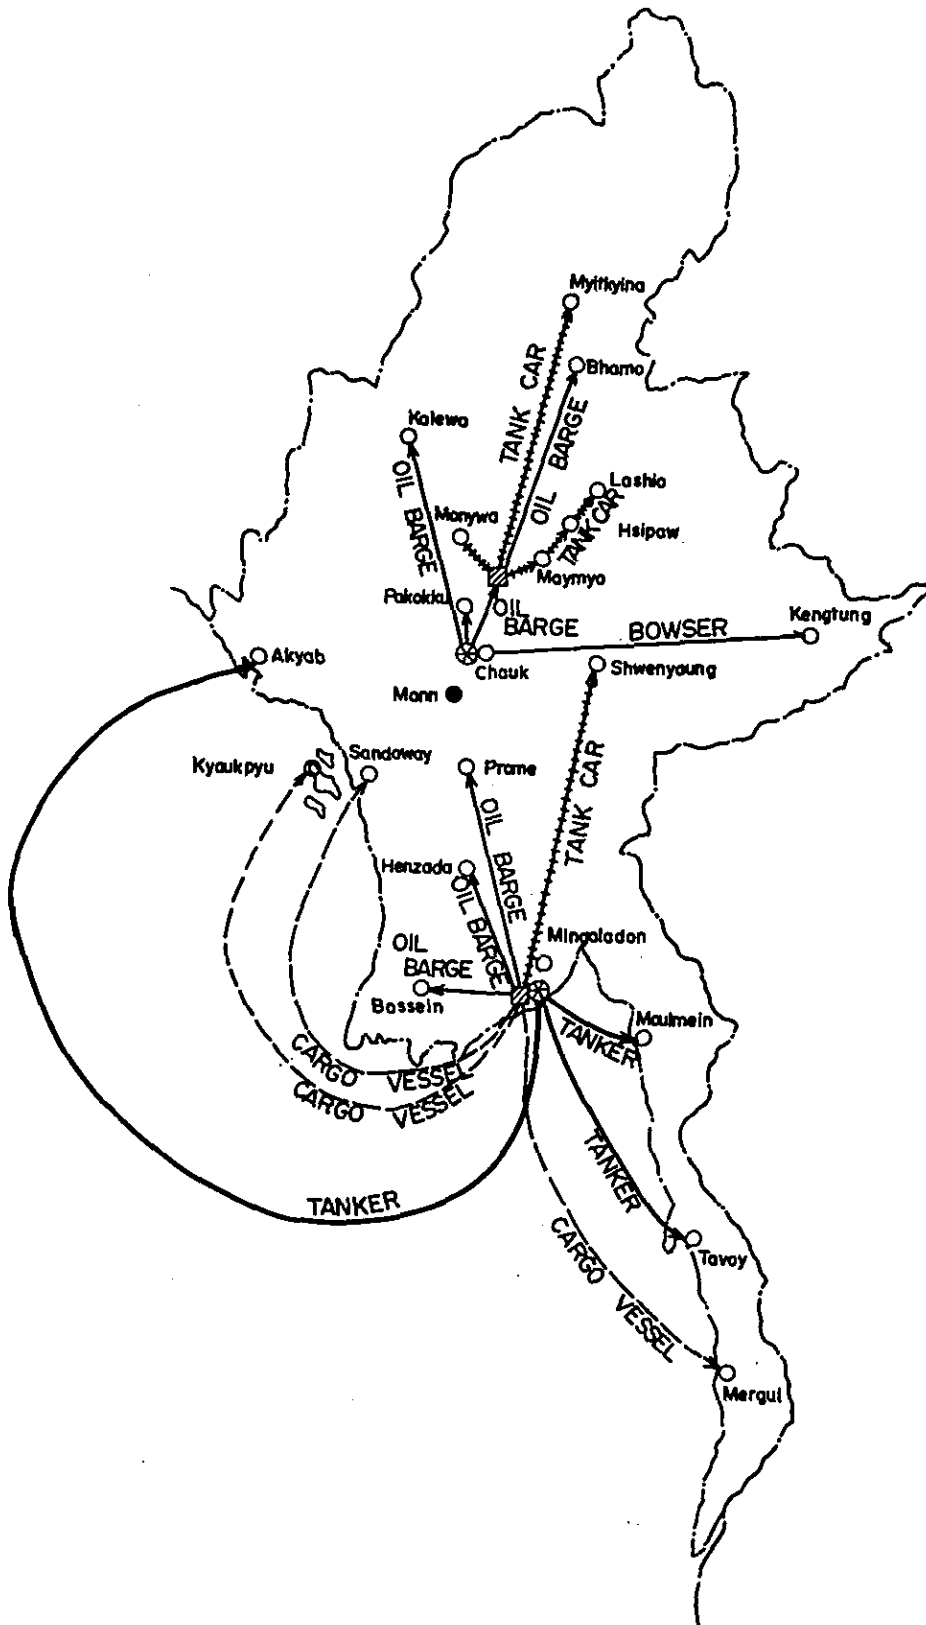 Myitkyina
TANK CAR
Bhamo
OIL BARGE
Kalewa
OIL BARGE
Lashio
Monywa
TANK CAR
Hsipaw
Maymyo
Pakokku
OIL
BARGE
BOWSER
Kengtung
Akyab
Chauk
Shwenyaung
Mann
Kyaukpyu
Sandoway
Prome
OIL BARGE
TANK CAR
Henzada
OIL BARGE
Mingaladon
OIL
BARGE
Bassein
Moulmein
TANKER
CARGO VESSEL
CARGO VESSEL
TANKER
TANKER
Tavoy
CARGO VESSEL
Mergui